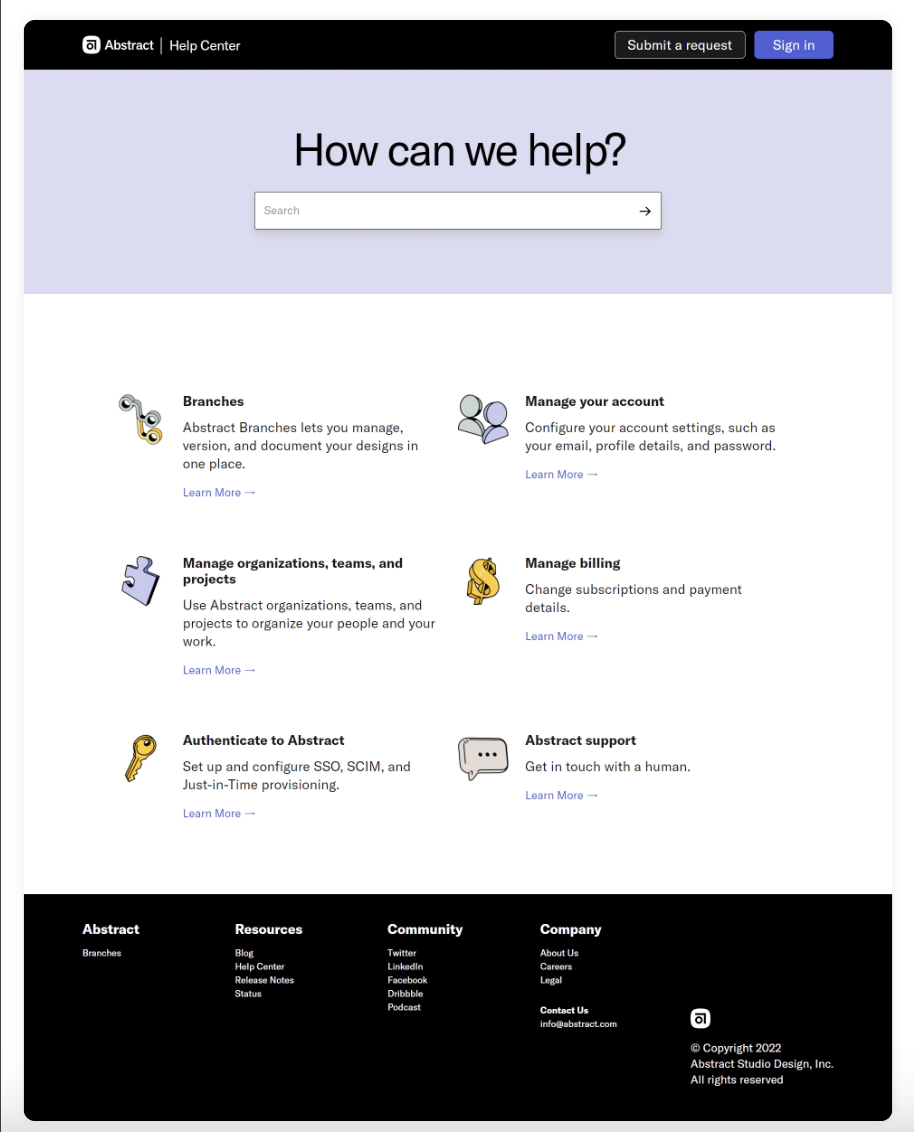 Abstract | Help Center
Submit a request
Sign in
How can we help?
Search →
Branches
Abstract Branches lets you manage,
version, and document your designs in
one place.
Learn More →
Manage your account
Configure your account settings, such as
your email, profile details, and password.
Learn More →
Manage organizations, teams, and
projects
Use Abstract organizations, teams, and
projects to organize your people and your
work.
Learn More →
Manage billing
Change subscriptions and payment
details.
Learn More →
Authenticate to Abstract
Set up and configure SSO, SCIM, and
Just-in-Time provisioning.
Learn More →
Abstract support
Get in touch with a human.
Learn More →
Abstract
Branches
Resources
Blog
Help Center
Release Notes
Status
Community
Twitter
LinkedIn
Facebook
Dribbble
Podcast
Company
About Us
Careers
Legal
Contact Us
info@abstract.com
© Copyright 2022
Abstract Studio Design, Inc.
All rights reserved